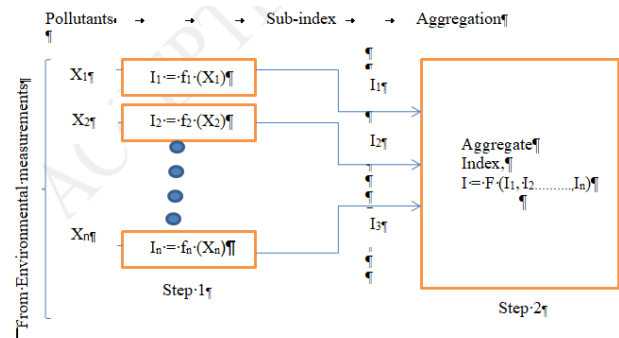 Pollutants → → Sub-index → → Aggregation ¶
¶
X1¶ I1·=·f1·(X1)¶ ¶
¶ I1¶
X2¶ I2·=·f2·(X2)¶ ¶
I2¶
¶
¶
¶
Aggregate¶
Index,¶
I·=·F·(I1,·I2.........,In)¶
¶
Xn¶ In·=·fn·(Xn)¶ I3¶
¶
¶
Step·1¶ Step·2¶
From·Environmental·measurements¶
ACCEPT